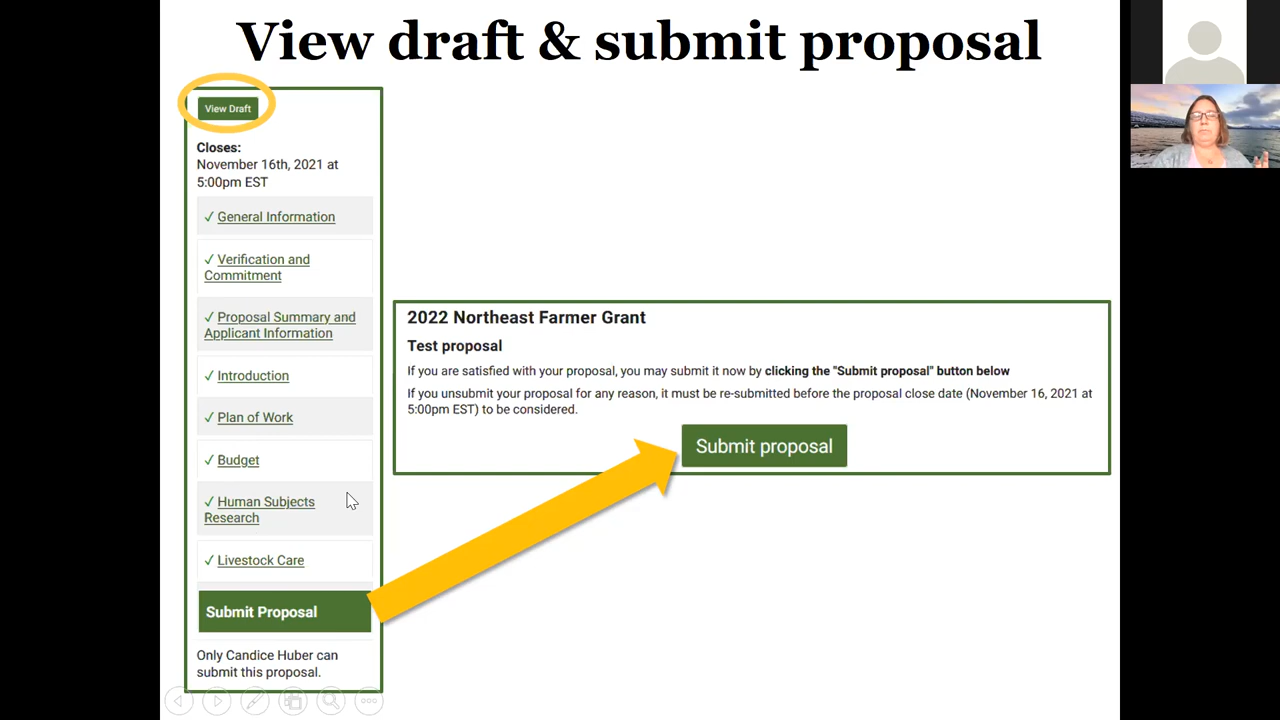 View draft & submit proposal
View Draft
Closes:
November 16th, 2021 at
5:00pm EST
✓ General Information
✓ Verification and
Commitment
✓ Proposal Summary and
Applicant Information
✓ Introduction
✓ Plan of Work
✓ Budget
✓ Human Subjects
Research
✓ Livestock Care
Submit Proposal
Only Candice Huber can
submit this proposal.
2022 Northeast Farmer Grant
Test proposal
If you are satisfied with your proposal, you may submit it now by clicking the "Submit proposal" button below
If you unsubmit your proposal for any reason, it must be re-submitted before the proposal close date (November 16, 2021 at
5:00pm EST) to be considered.
Submit proposal